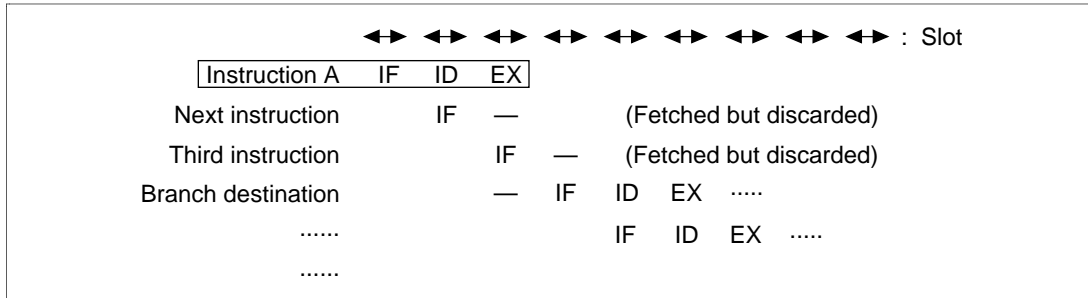 : Slot
Instruction A IF ID EX
Next instruction IF — (Fetched but discarded)
Third instruction IF — (Fetched but discarded)
Branch destination — IF ID EX .....
...... IF ID EX .....
......